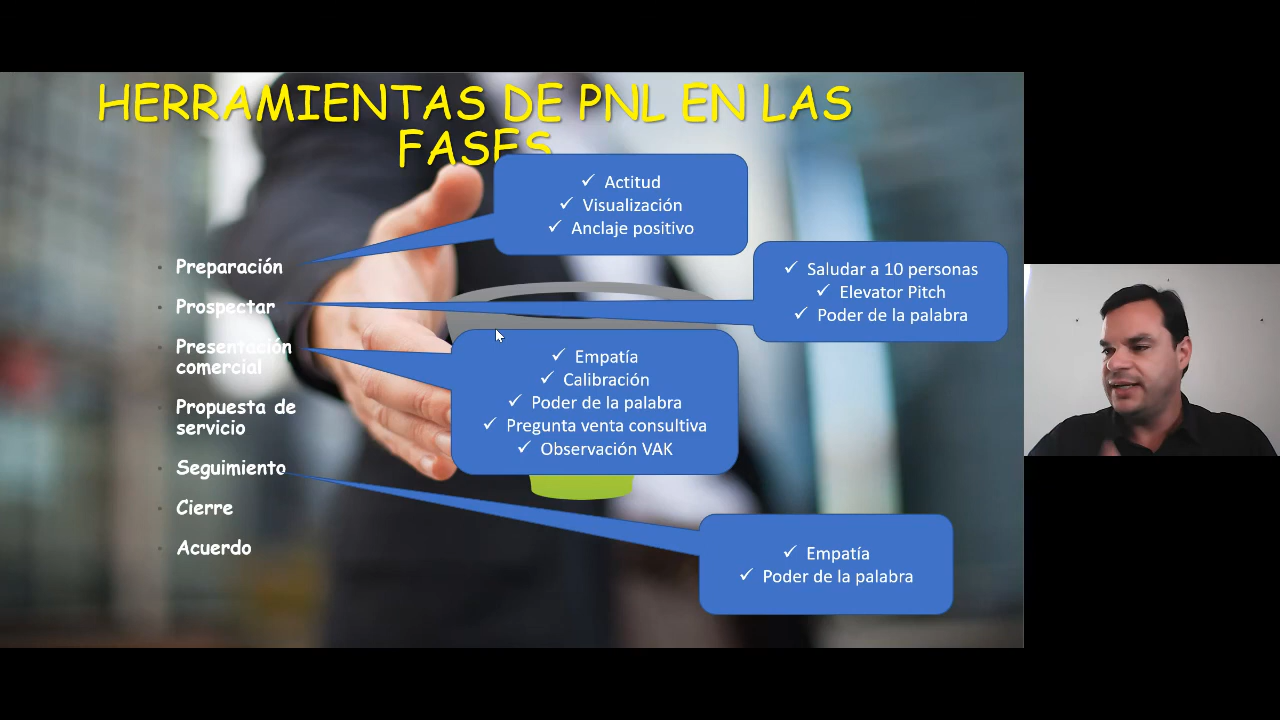 HERRAMIENTAS DE PNL EN LAS
FASES
Actitud
Visualización
Anclaje positivo
Preparación
Prospectar
Presentación
comercial
Propuesta de
servicio
Seguimiento
Cierre
Acuerdo
Saludar a 10 personas
Elevator Pitch
Poder de la palabra
Empatía
Calibración
Poder de la palabra
Pregunta venta consultiva
Observación VAK
Empatía
Poder de la palabra